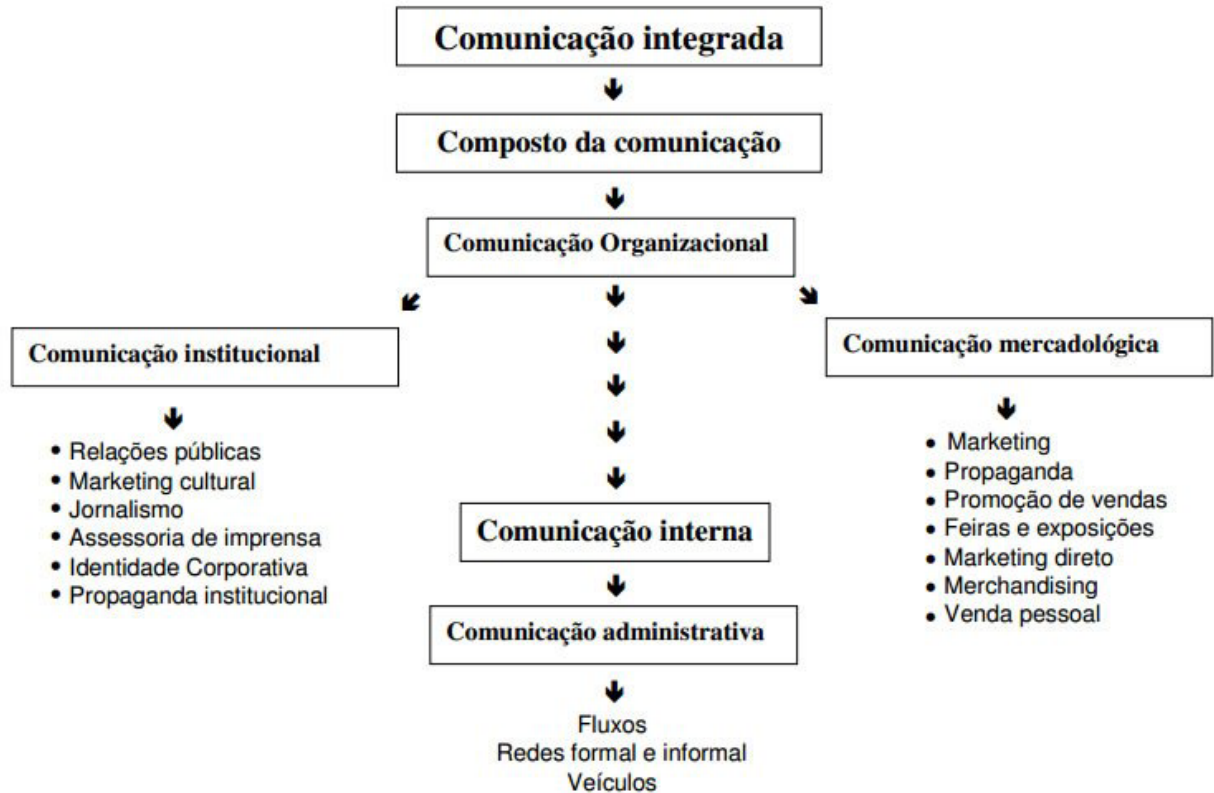 Comunicação integrada
Composto da comunicação
Comunicação Organizacional
Comunicação institucional
• Relações públicas
• Marketing cultural
• Jornalismo
• Assessoria de imprensa
• Identidade Corporativa
• Propaganda institucional
Comunicação mercadológica
• Marketing
• Propaganda
• Promoção de vendas
• Feiras e exposições
• Marketing direto
• Merchandising
• Venda pessoal
Comunicação interna
Comunicação administrativa
Fluxos
Redes formal e informal
Veículos